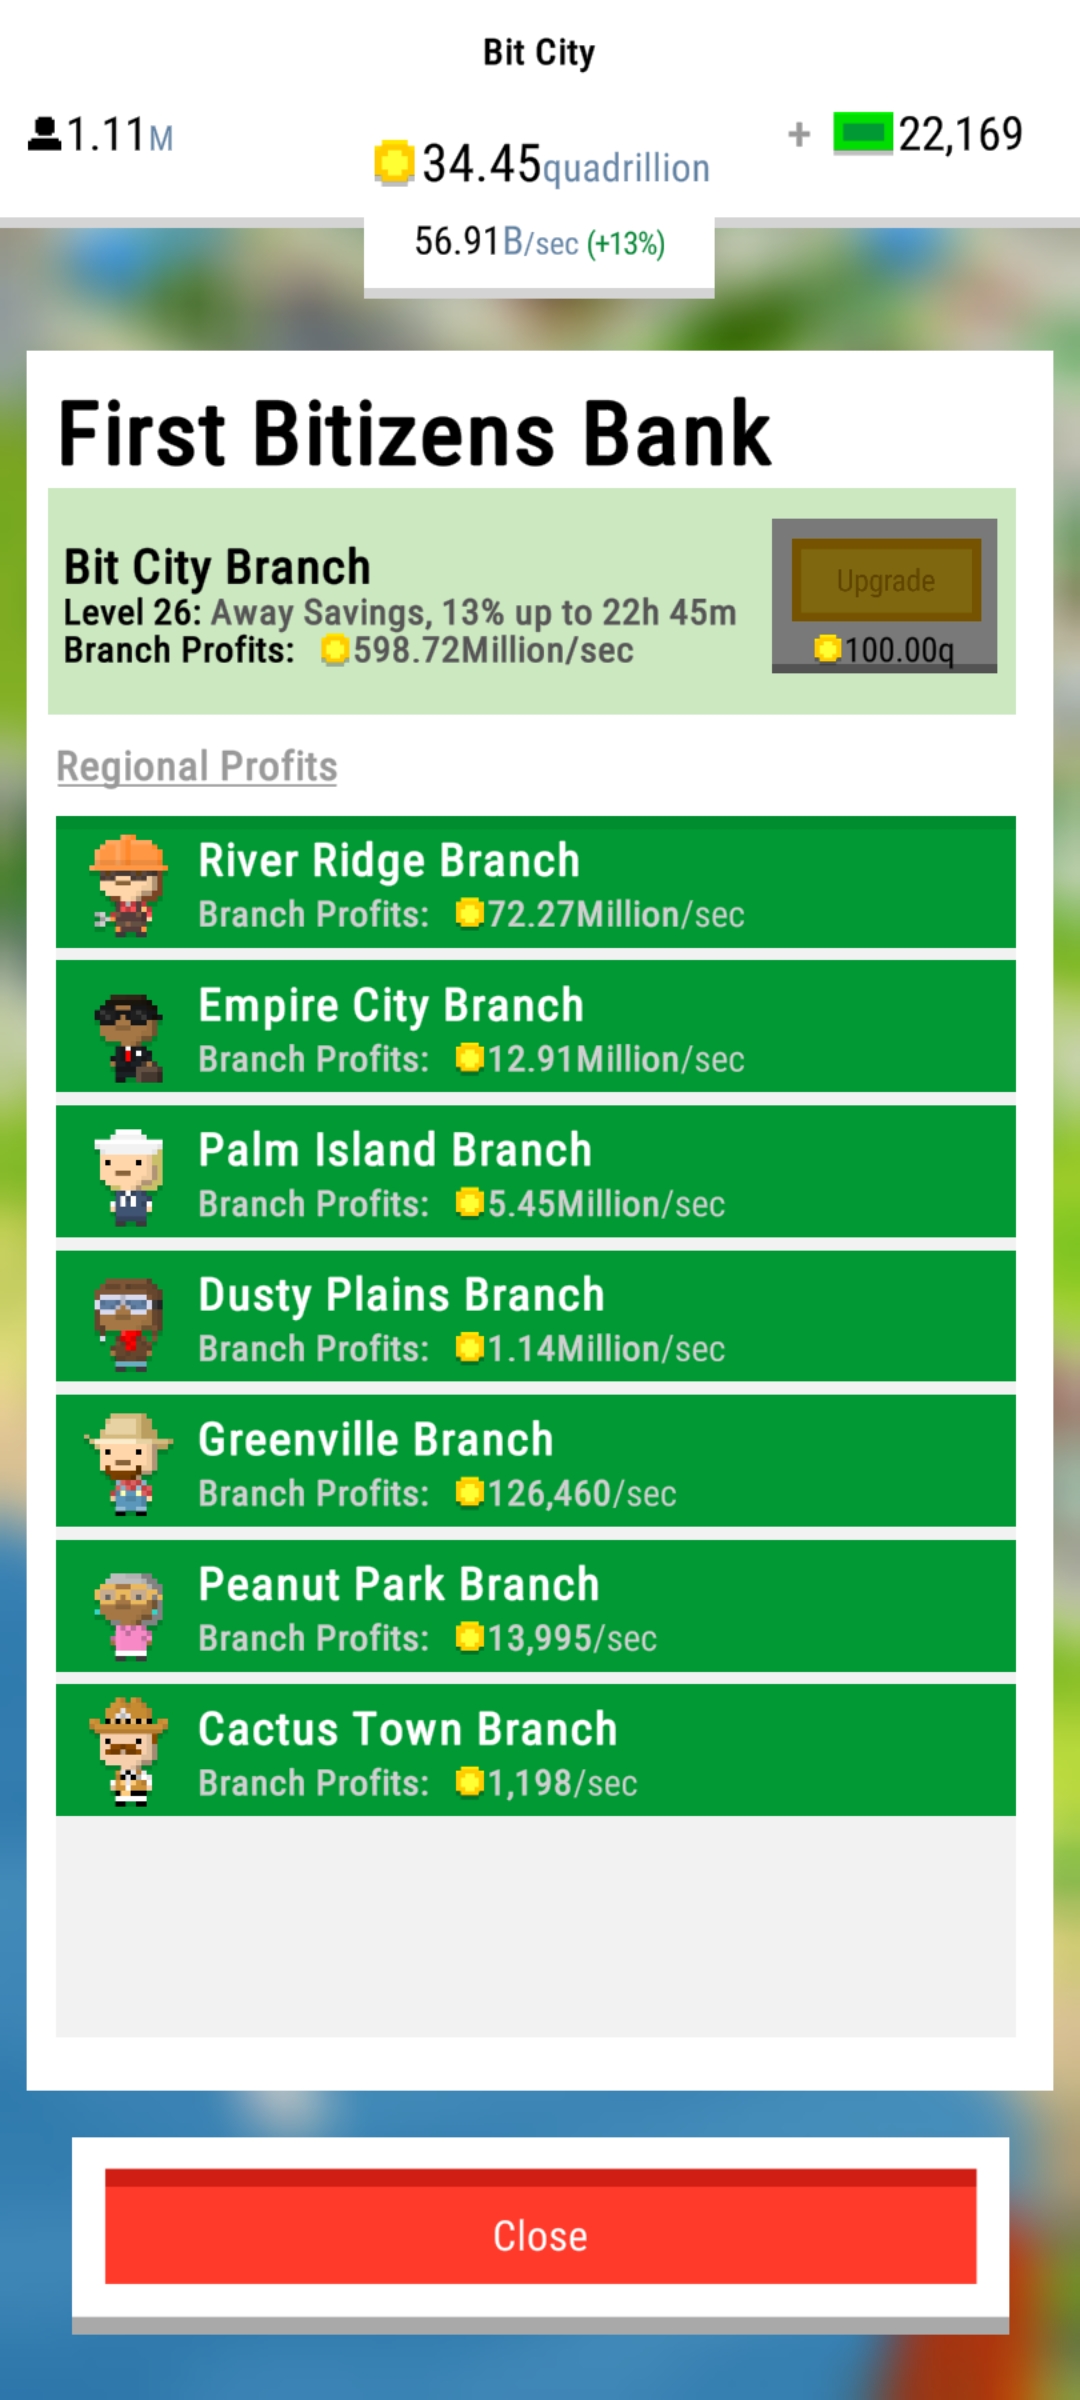 Bit City
1.11M
34.45quadrillion
+ 22,169
56.91B/sec (+13%)
First Bitizens Bank
Bit City Branch
Level 26: Away Savings, 13% up to 22h 45m
Branch Profits: 598.72Million/sec
Upgrade
100.00q
Regional Profits
River Ridge Branch
Branch Profits: 72.27Million/sec
Empire City Branch
Branch Profits: 12.91Million/sec
Palm Island Branch
Branch Profits: 5.45Million/sec
Dusty Plains Branch
Branch Profits: 1.14Million/sec
Greenville Branch
Branch Profits: 126,460/sec
Peanut Park Branch
Branch Profits: 13,995/sec
Cactus Town Branch
Branch Profits: 1,198/sec
Close